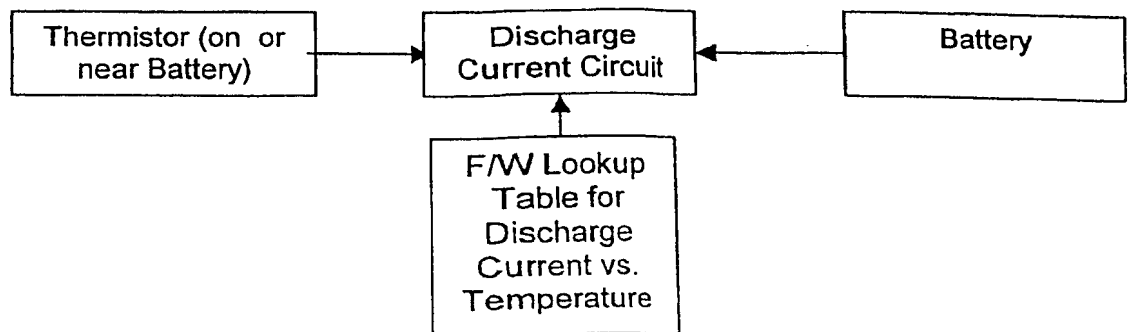 Thermistor (on or
near Battery)
Discharge
Current Circuit
Battery
F/W Lookup
Table for
Discharge
Current vs.
Temperature